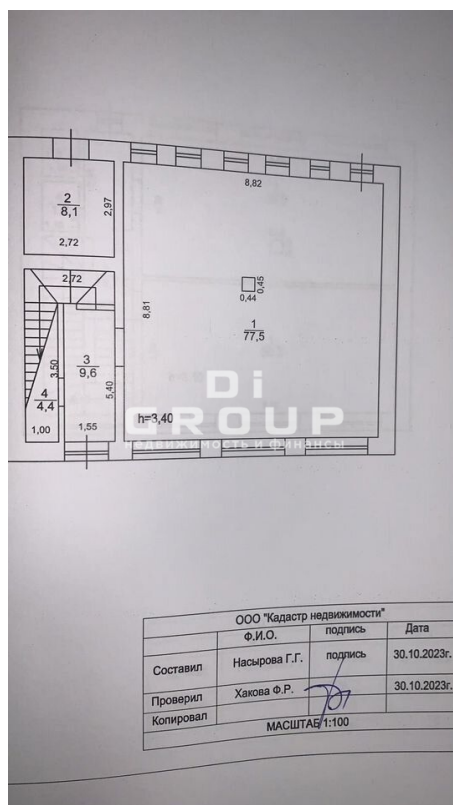 8,82
2
8,1
2,97
2,72
2,72
0,45
0,44
8,81
1
77,5
3
9,6
3,50
5,40
4
4,4
1,00
1,55
h=3,40
Di
GROUP
недвижимость и финансы
ООО "Кадастр недвижимости"
Ф.И.О. подпись Дата
Составил Насырова Г.Г. подпись 30.10.2023г.
Проверил Хакова Ф.Р. 30.10.2023г.
Копировал
МАСШТАБ 1:100